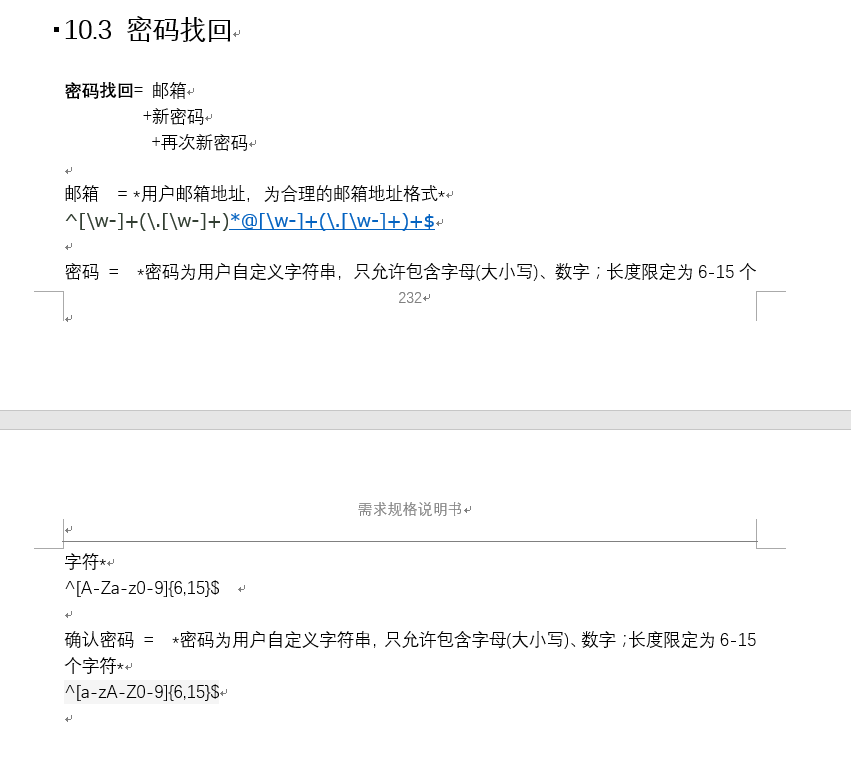 10.3 密码找回
密码找回= 邮箱
+新密码
+再次新密码
邮箱 = *用户邮箱地址，为合理的邮箱地址格式*
^[\w-]+(\.[\w-]+)*@[\w-]+(\.[\w-]+)+$
密码 = *密码为用户自定义字符串，只允许包含字母(大小写)、数字；长度限定为 6-15 个
232
需求规格说明书
字符*
^[A-Za-z0-9]{6,15}$
确认密码 = *密码为用户自定义字符串，只允许包含字母(大小写)、数字；长度限定为 6-15
个字符*
^[a-zA-Z0-9]{6,15}$